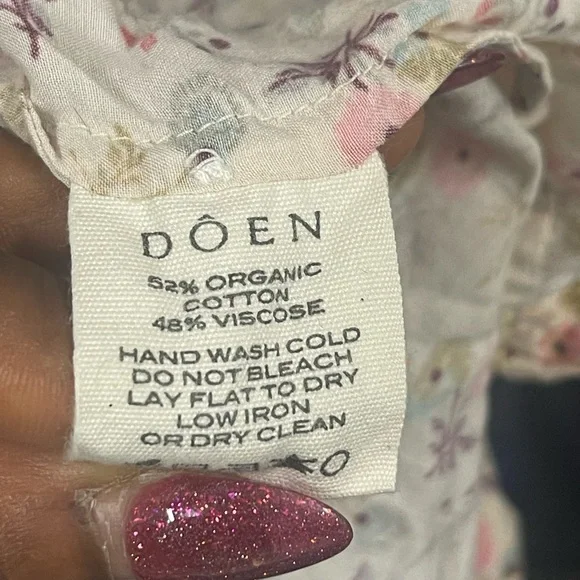 DÔEN
52% ORGANIC
COTTON
48% VISCOSE
HAND WASH COLD
DO NOT BLEACH
LAY FLAT TO DRY
LOW IRON
OR DRY CLEAN